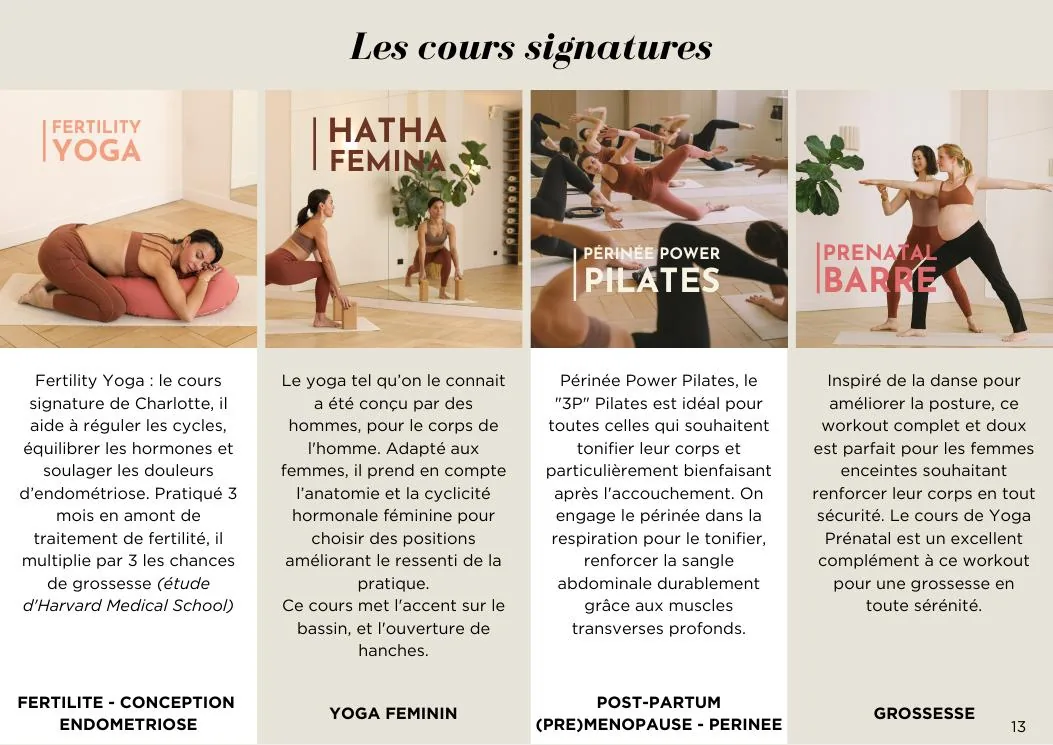 Les cours signatures
FERTILITY
YOGA
HATHA
FEMINA
PÉRINÉE POWER
PILATES
PRENATAL
BARRE
Fertility Yoga : le cours
signature de Charlotte, il
aide à réguler les cycles,
équilibrer les hormones et
soulager les douleurs
d’endométriose. Pratiqué 3
mois en amont de
traitement de fertilité, il
multiplie par 3 les chances
de grossesse (étude
d'Harvard Medical School)
FERTILITE - CONCEPTION
ENDOMETRIOSE
Le yoga tel qu’on le connait
a été conçu par des
hommes, pour le corps de
l'homme. Adapté aux
femmes, il prend en compte
l’anatomie et la cyclicité
hormonale féminine pour
choisir des positions
améliorant le ressenti de la
pratique.
Ce cours met l'accent sur le
bassin, et l'ouverture de
hanches.
YOGA FEMININ
Périnée Power Pilates, le
"3P" Pilates est idéal pour
toutes celles qui souhaitent
tonifier leur corps et
particulièrement bienfaisant
après l'accouchement. On
engage le périnée dans la
respiration pour le tonifier,
renforcer la sangle
abdominale durablement
grâce aux muscles
transverses profonds.
POST-PARTUM
(PRE)MENOPAUSE - PERINEE
Inspiré de la danse pour
améliorer la posture, ce
workout complet et doux
est parfait pour les femmes
enceintes souhaitant
renforcer leur corps en tout
sécurité. Le cours de Yoga
Prénatal est un excellent
complément à ce workout
pour une grossesse en
toute sérénité.
GROSSESSE
13